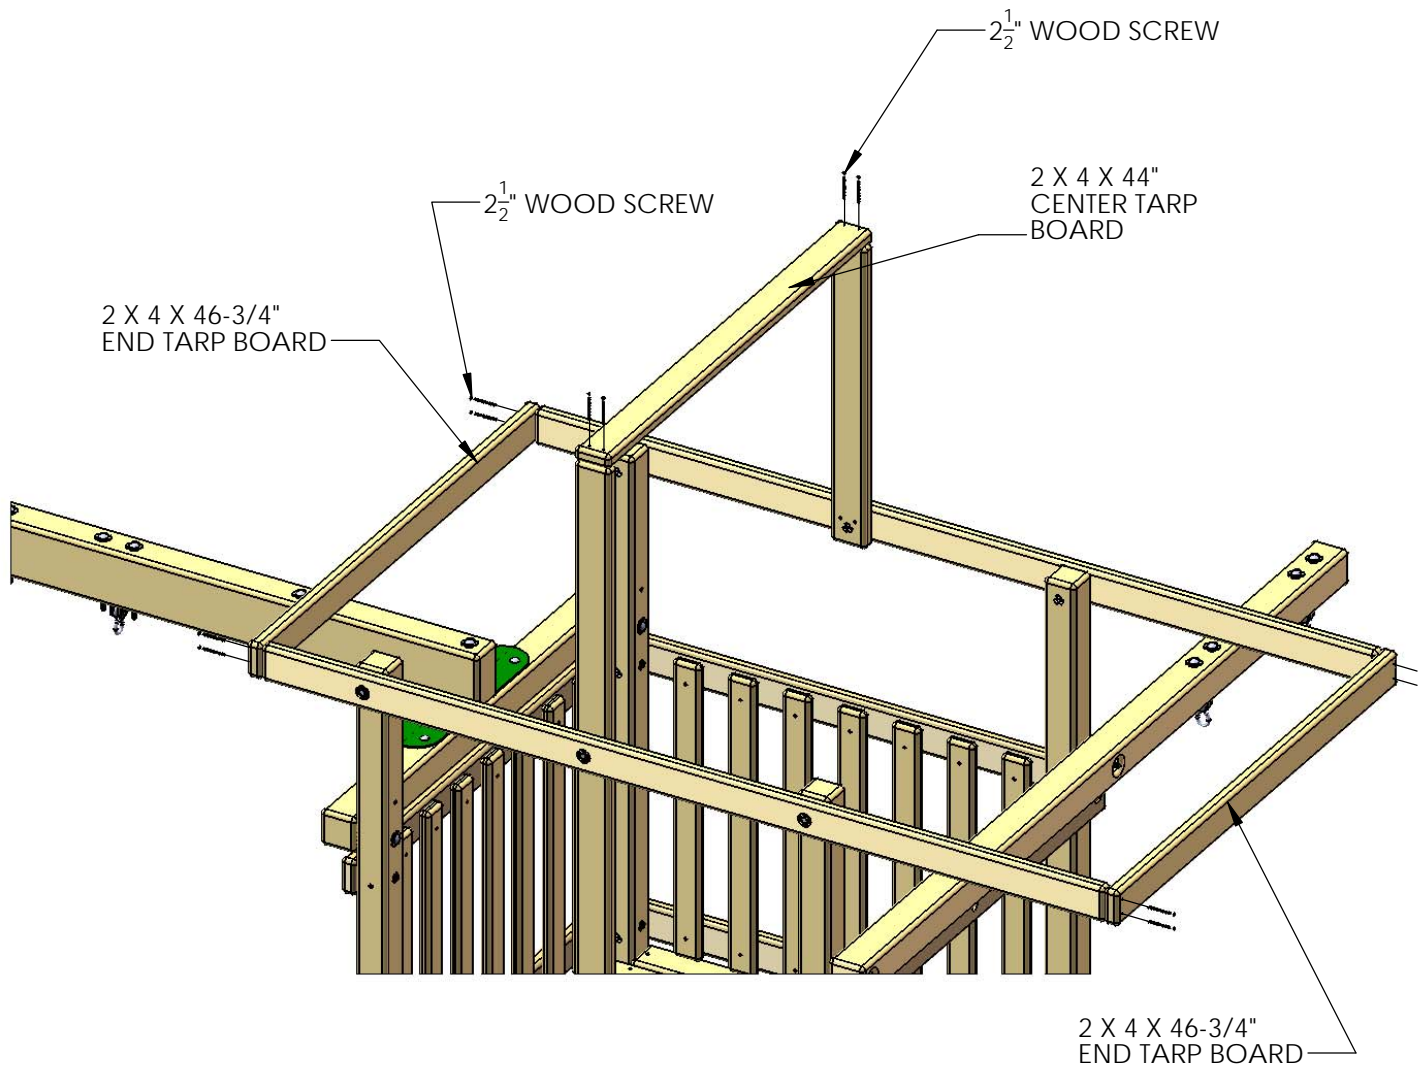 2 1/2" WOOD SCREW
2 1/2" WOOD SCREW
2 X 4 X 44"
CENTER TARP
BOARD
2 X 4 X 46-3/4"
END TARP BOARD
2 X 4 X 46-3/4"
END TARP BOARD